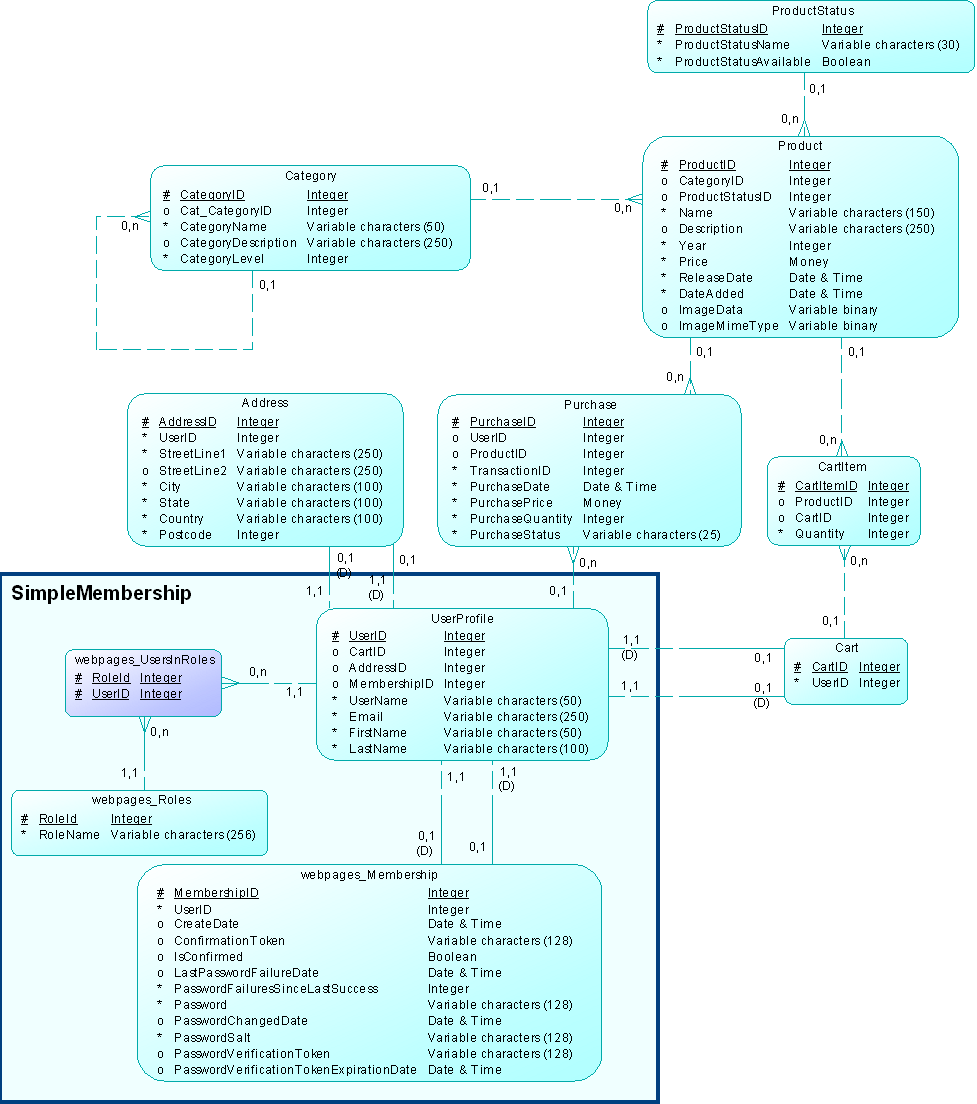 ProductStatus
# ProductStatusID Integer
* ProductStatusName Variable characters (30)
* ProductStatusAvailable Boolean
0,1
0,n
Product
# ProductID Integer
o CategoryID Integer
o ProductStatusID Integer
* Name Variable characters (150)
o Description Variable characters (250)
* Year Integer
* Price Money
* ReleaseDate Date & Time
* DateAdded Date & Time
o ImageData Variable binary
o ImageMimeType Variable binary
Category
# CategoryID Integer
o Cat_CategoryID Integer
* CategoryName Variable characters (50)
o CategoryDescription Variable characters (250)
* CategoryLevel Integer
0,1
0,n
0,n
0,1
0,1
0,n
0,1
0,n
Address
# AddressID Integer
* UserID Integer
* StreetLine1 Variable characters (250)
o StreetLine2 Variable characters (250)
* City Variable characters (100)
* State Variable characters (100)
* Country Variable characters (100)
* Postcode Integer
Purchase
# PurchaseID Integer
o UserID Integer
o ProductID Integer
* TransactionID Integer
* PurchaseDate Date & Time
* PurchasePrice Money
* PurchaseQuantity Integer
* PurchaseStatus Variable characters (25)
CartItem
# CartItemID Integer
o ProductID Integer
o CartID Integer
* Quantity Integer
0,1
(D)
1,1
0,1
1,1
(D)
0,n
0,1
0,n
0,1
SimpleMembership
UserProfile
# UserID Integer
o CartID Integer
o AddressID Integer
o MembershipID Integer
* UserName Variable characters (50)
* Email Variable characters (250)
* FirstName Variable characters (50)
* LastName Variable characters (100)
1,1
(D)
0,1
1,1
0,1
(D)
Cart
# CartID Integer
* UserID Integer
webpages_UsersInRoles
# RoleId Integer
# UserID Integer
0,n
1,1
0,n
1,1
webpages_Roles
# RoleId Integer
* RoleName Variable characters (256)
1,1
0,1
(D)
1,1
(D)
0,1
webpages_Membership
# MembershipID Integer
* UserID Integer
o CreateDate Date & Time
o ConfirmationToken Variable characters (128)
o IsConfirmed Boolean
o LastPasswordFailureDate Date & Time
* PasswordFailuresSinceLastSuccess Integer
* Password Variable characters (128)
o PasswordChangedDate Date & Time
* PasswordSalt Variable characters (128)
o PasswordVerificationToken Variable characters (128)
o PasswordVerificationTokenExpirationDate Date & Time